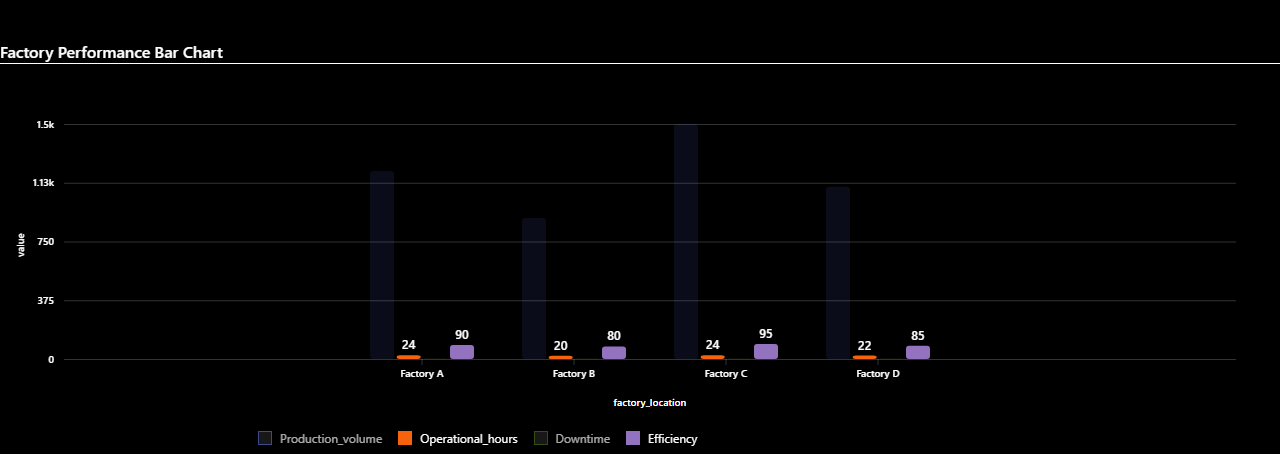 Factory Performance Bar Chart
1.5k
1.13k
750
375
0
value
24
90
20
80
24
95
22
85
Factory A
Factory B
Factory C
Factory D
factory_location
Production_volume
Operational_hours
Downtime
Efficiency